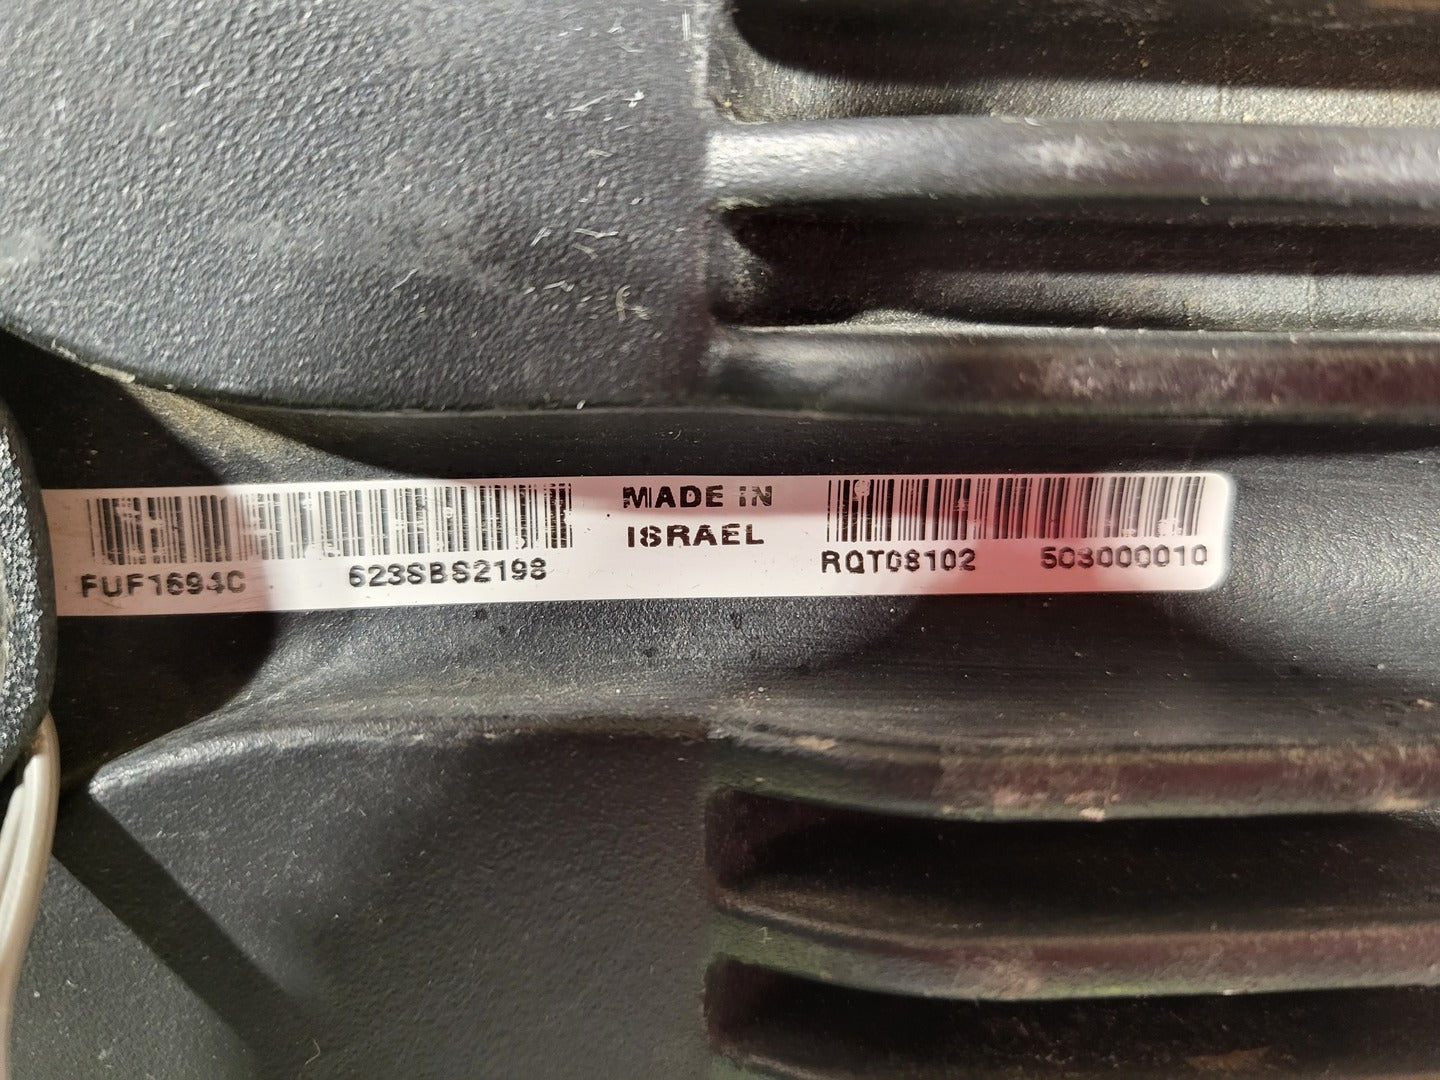 MADE IN
ISRAEL
FUF1694C 623SBS2198
RQT08102 503000010